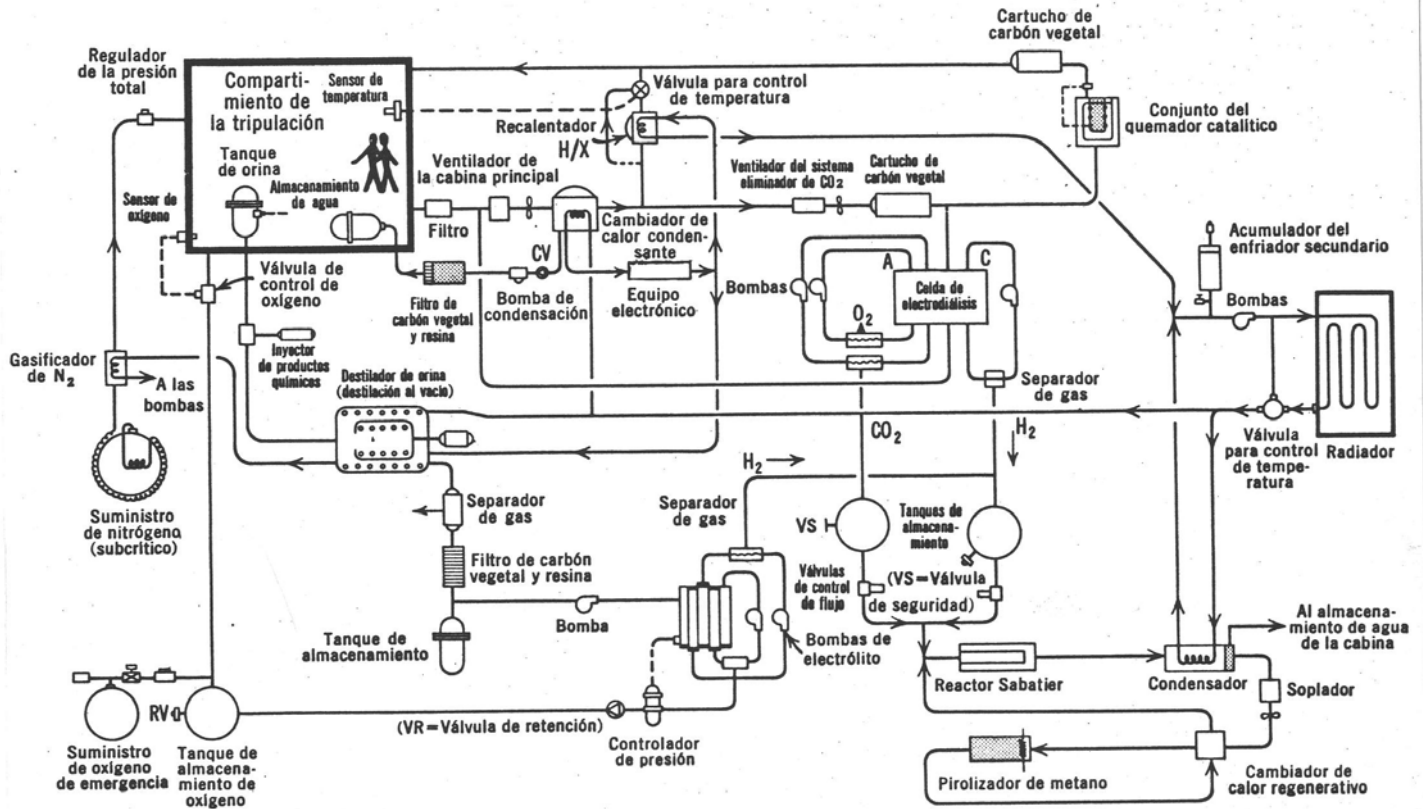 Regulador
de la presión
total
Comparti-
miento de
la tripulación
Sensor de
temperatura
Tanque
de orina
Almacenamiento
de agua
Sensor de
oxígeno
Válvula de
control de
oxígeno
Filtro
Ventilador de
la cabina principal
Válvula para control
de temperatura
Recalentador
H/X
Cartucho de
carbón vegetal
Conjunto del
quemador catalítico
Ventilador del sistema
eliminador de CO₂
Cartucho de
carbón vegetal
Cambiador de
calor conden-
sante
CV
Filtro de
carbón vegetal
y resina
Bomba de
condensación
Equipo
electrónico
Bombas
A
C
Celda de
electrodiálisis
O₂
Acumulador del
enfriador secundario
Bombas
Gasificador
de N₂
A las
bombas
Inyector
de productos
químicos
Destilador de orina
(destilación al vacío)
Separador
de gas
CO₂
H₂
Válvula
para control
de tempe-
ratura
Radiador
Suministro
de nitrógeno
(subcrítico)
Separador
de gas
H₂
Separador
de gas
VS
Tanques de
almacena-
miento
Filtro de carbón
vegetal y resina
Válvulas
de control
de flujo
(VS=Válvula
de seguridad)
Tanque de
almacenamiento
Bomba
Bombas de
electrólito
Reactor Sabatier
Condensador
Al almacena-
miento de agua
de la cabina
Soplador
RV
(VR=Válvula de retención)
Suministro
de oxígeno
de emergencia
Tanque de
almacena-
miento de
oxígeno
Controlador
de presión
Pirolizador de metano
Cambiador de
calor regenerativo